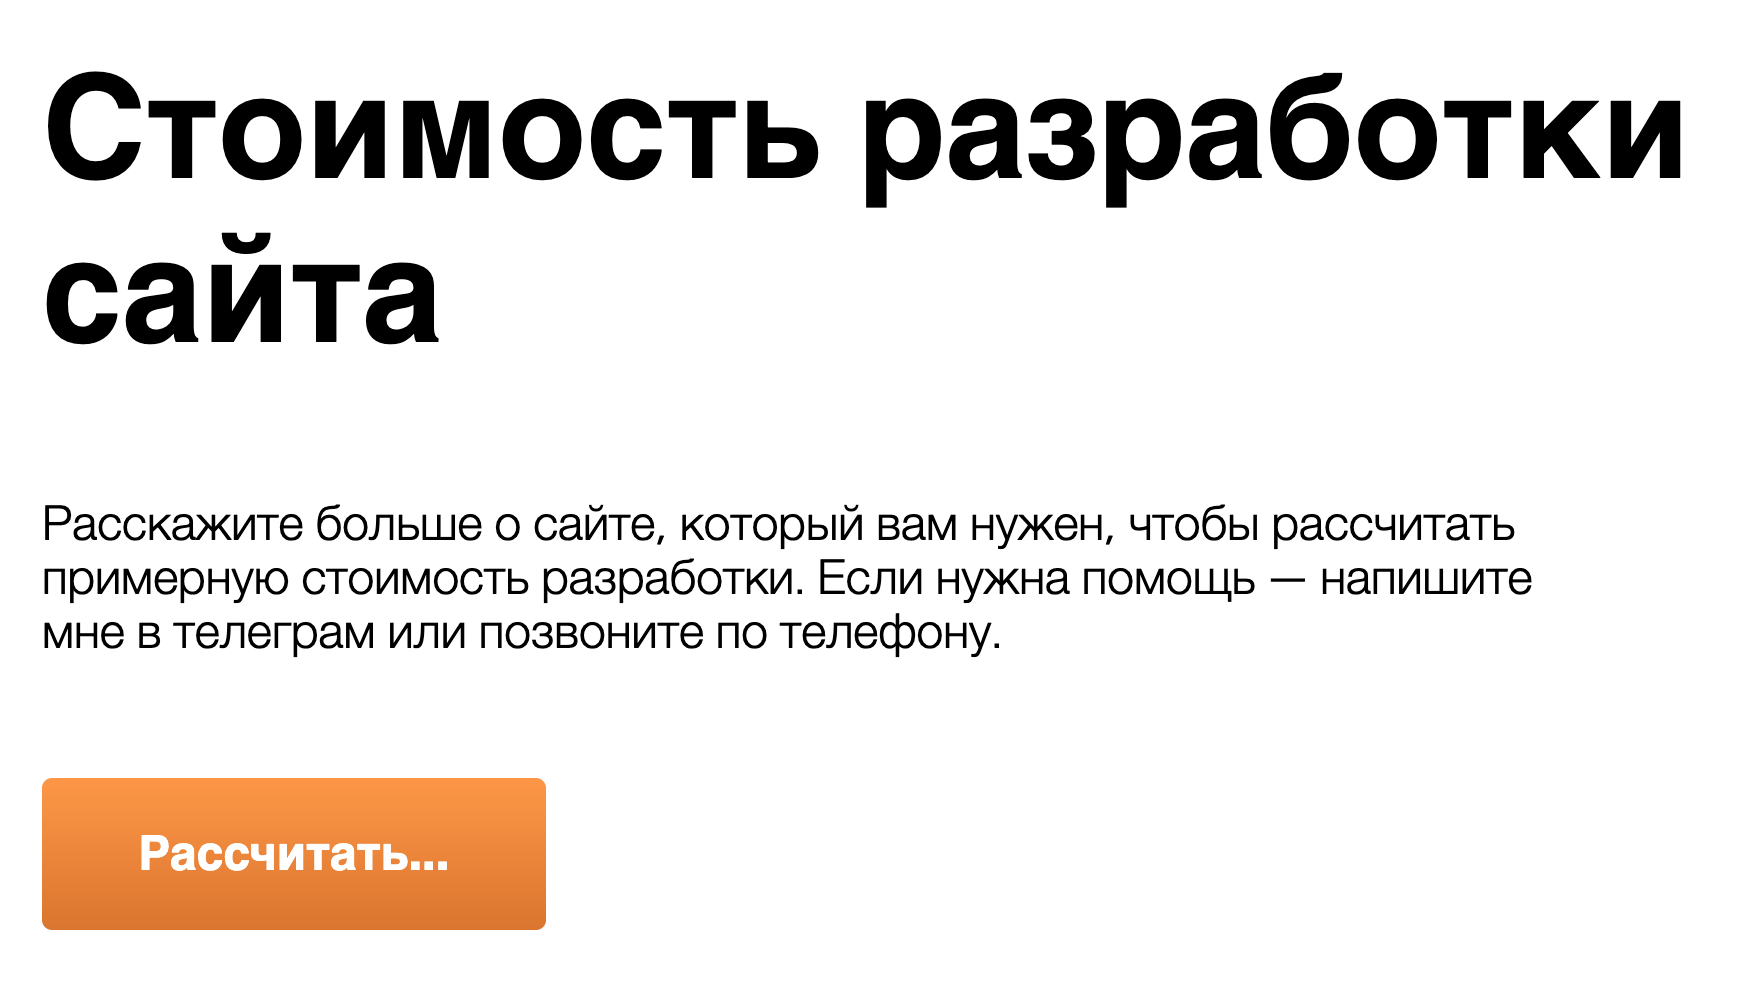 Стоимость разработки
сайта
Расскажите больше о сайте, который вам нужен, чтобы рассчитать
примерную стоимость разработки. Если нужна помощь — напишите
мне в телеграм или позвоните по телефону.
Рассчитать...